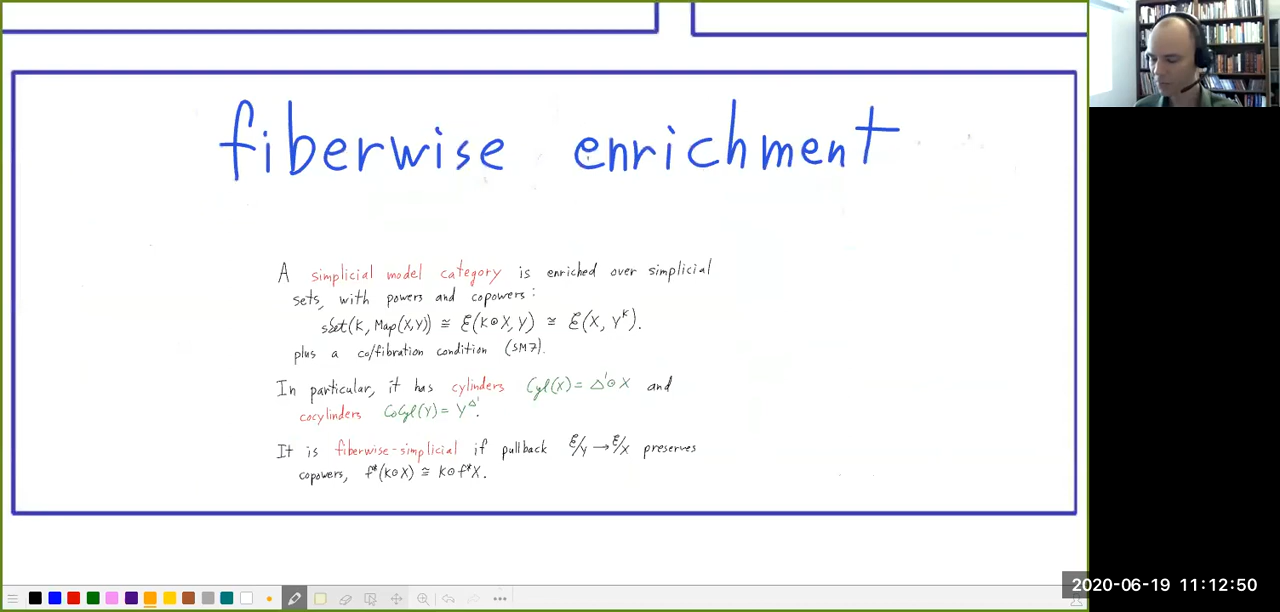 fiberwise enrichment
A simplicial model category is enriched over simplicial
sets, with powers and copowers:
sSet(K, Map(X,Y)) ≅ ℰ(K⊙X, Y) ≅ ℰ(X, Y^K).
plus a co/fibration condition (SM7).
In particular, it has cylinders Cyl(X) = Δ^1⊙X and
cocylinders CoCyl(Y) = Y^Δ^1.
It is fiberwise-simplicial if pullback ℰ/Y → ℰ/X preserves
copowers, f*(K⊙X) ≅ K⊙f*X.
2020-06-19 11:12:50